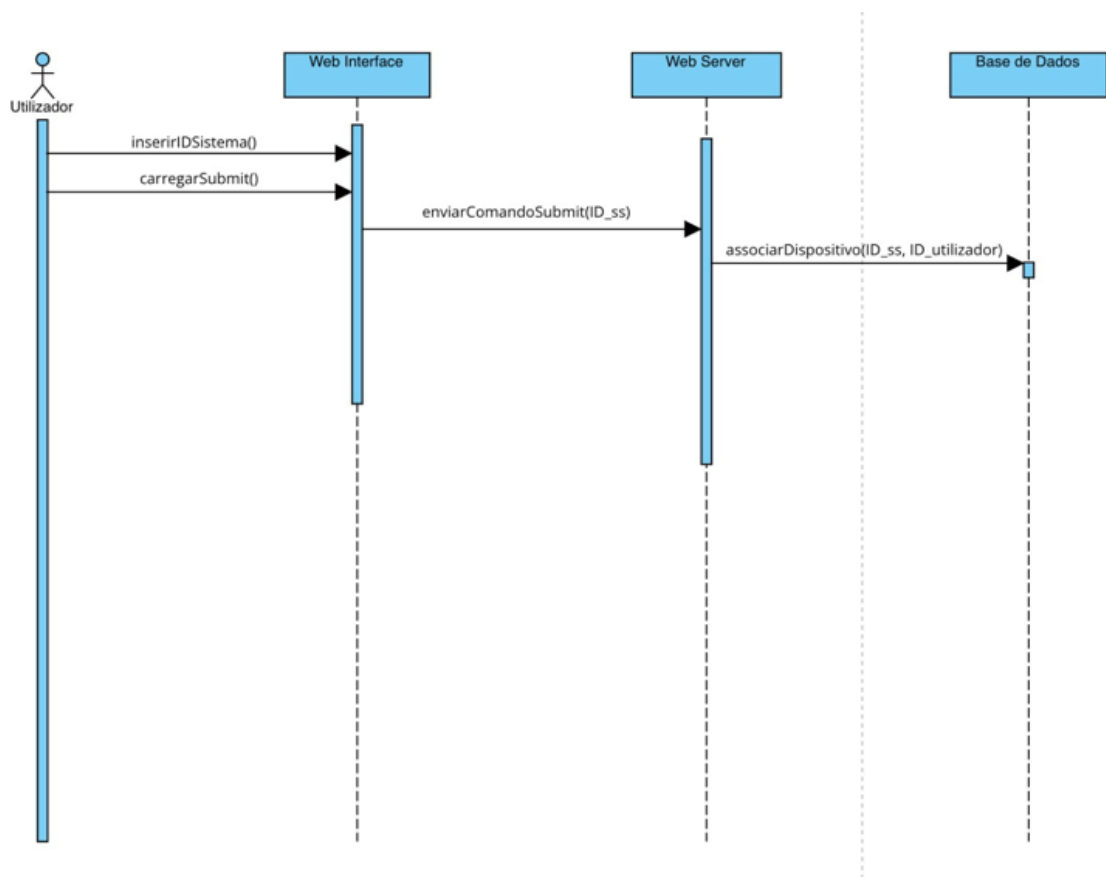 Web Interface
Web Server
Base de Dados
Utilizador
inserirIDSistema()
carregarSubmit()
enviarComandoSubmit(ID_ss)
associarDispositivo(ID_ss, ID_utilizador)